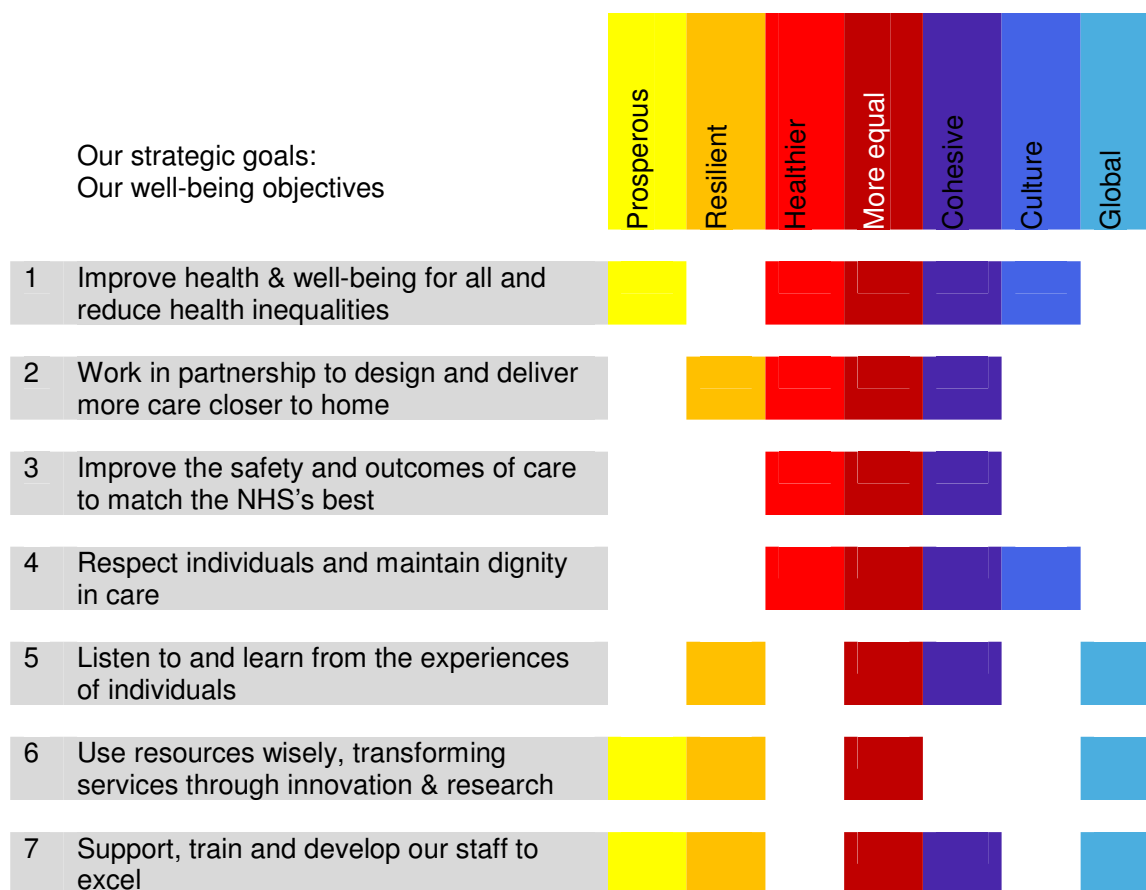 Our strategic goals:
Our well-being objectives
Prosperous
Resilient
Healthier
More equal
Cohesive
Culture
Global
1 Improve health & well-being for all and
reduce health inequalities
2 Work in partnership to design and deliver
more care closer to home
3 Improve the safety and outcomes of care
to match the NHS’s best
4 Respect individuals and maintain dignity
in care
5 Listen to and learn from the experiences
of individuals
6 Use resources wisely, transforming
services through innovation & research
7 Support, train and develop our staff to
excel